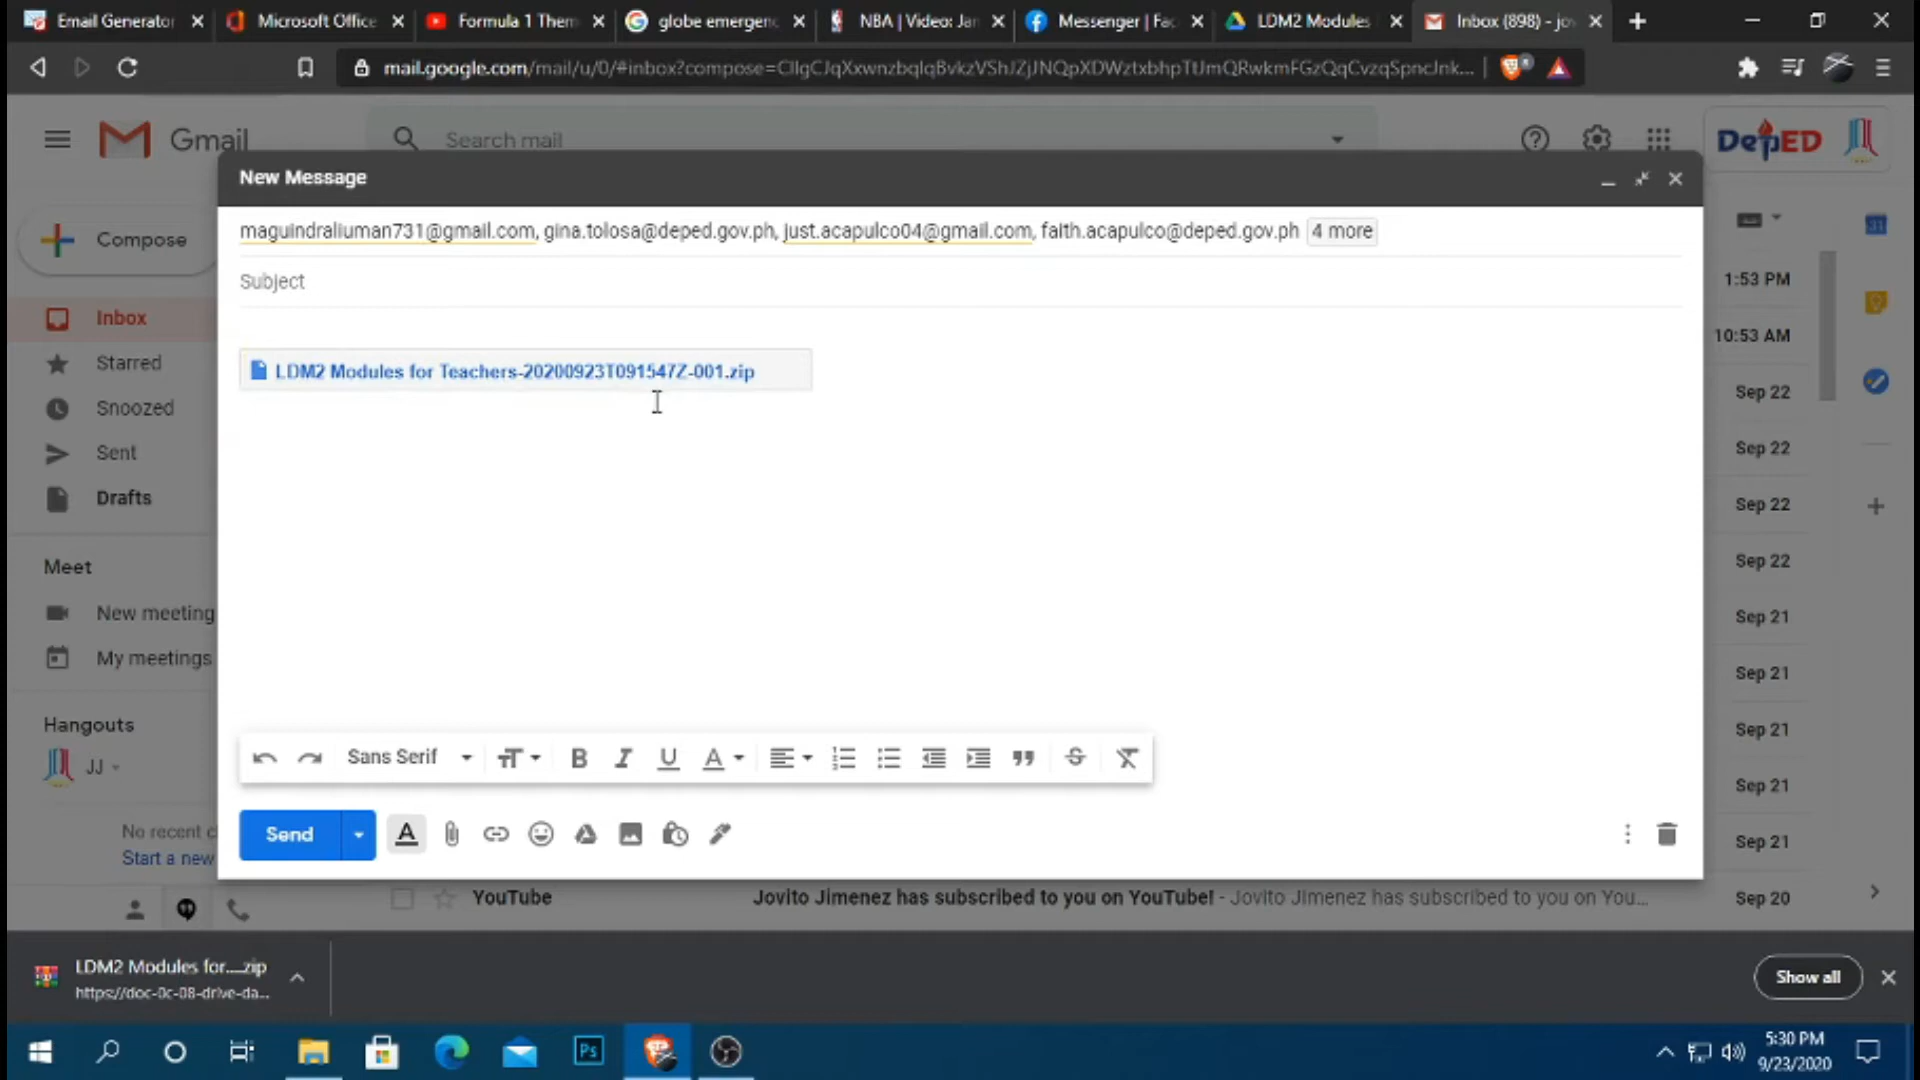 Email Generator
Microsoft Office
Formula 1 Them
globe emergenc
NBA | Video: Jar
Messenger | Fac
LDM2 Modules
Inbox (898) - jov
mail.google.com/mail/u/0/#inbox?compose=
Gmail
Search mail
DepED
New Message
Compose
maguindraliuman731@gmail.com, gina.tolosa@deped.gov.ph, just.acapulco04@gmail.com, faith.acapulco@deped.gov.ph 4 more
Subject
1:53 PM
Inbox
10:53 AM
Starred
LDM2 Modules for Teachers-20200923T091547Z-001.zip
Sep 22
Snoozed
Sep 22
Sent
Drafts
Sep 22
Sep 22
Meet
New meeting
Sep 21
My meetings
Sep 21
Hangouts
Sep 21
JJ
Sans Serif
Sep 21
No recent c
Start a new
Send
Sep 21
YouTube
Jovito Jimenez has subscribed to you on YouTube! - Jovito Jimenez has subscribed to you on You...
Sep 20
LDM2 Modules for....zip
https://doc-0c-08-drive-da...
Show all
Ps
5:30 PM
9/23/2020